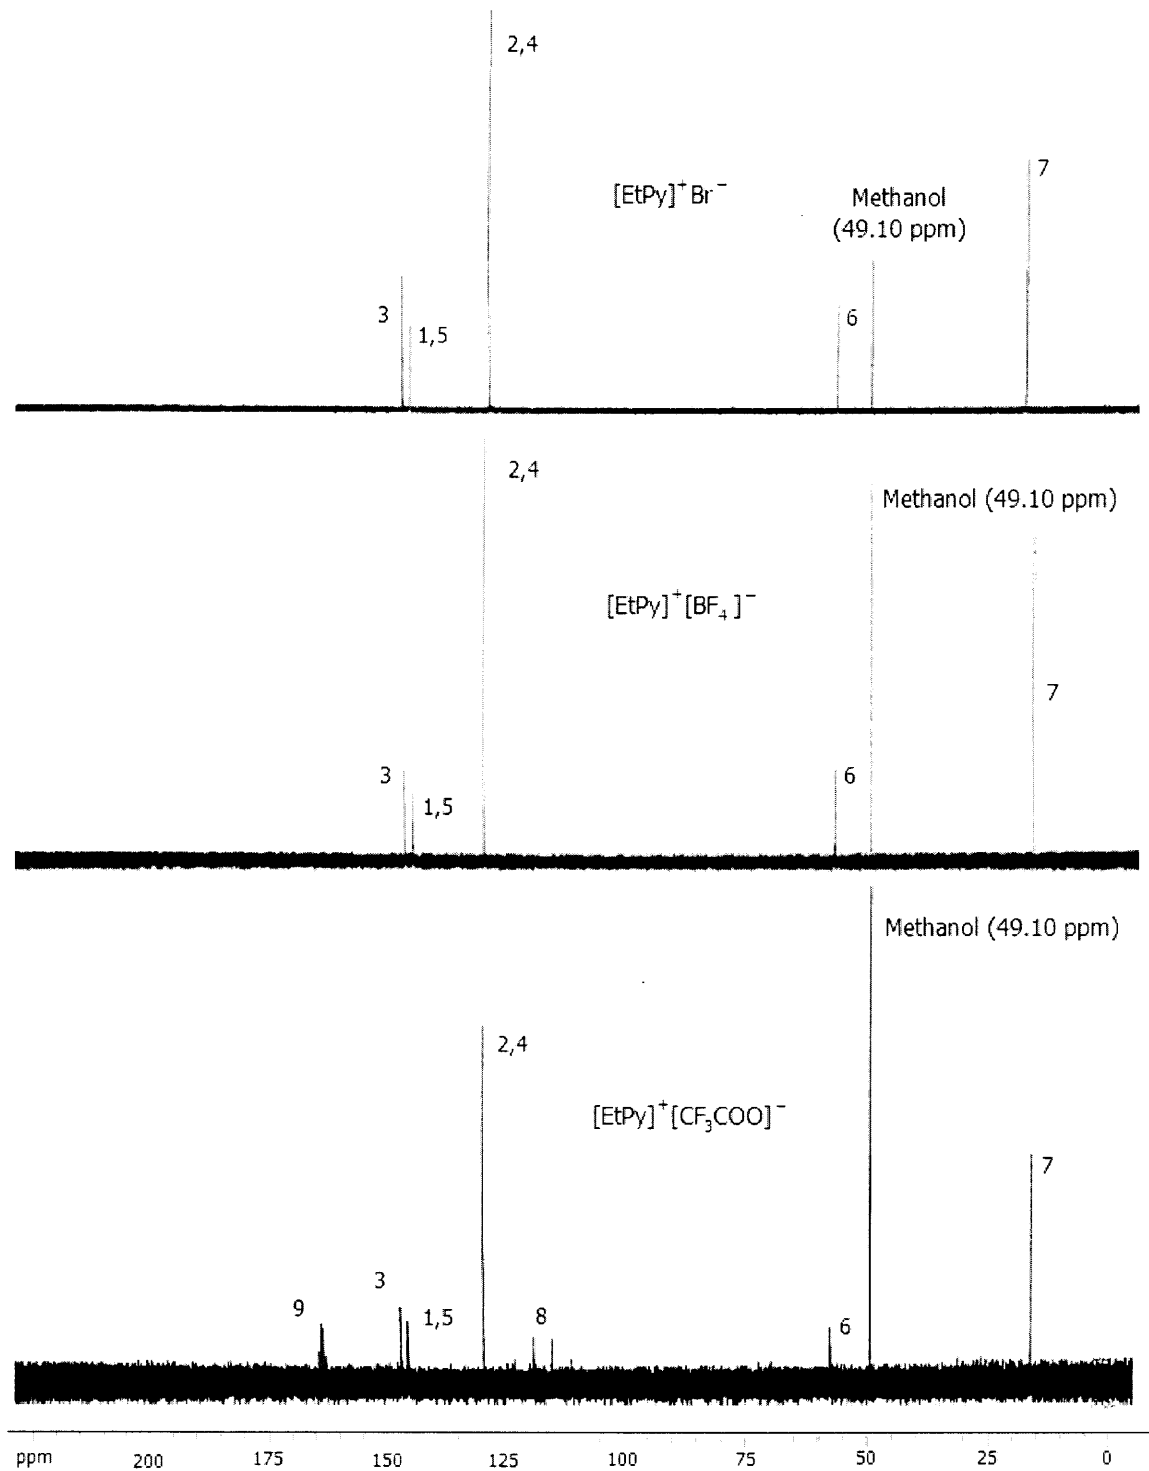 2,4
[EtPy]⁺Br⁻
Methanol
(49.10 ppm)
7
3
1,5
6
2,4
Methanol (49.10 ppm)
[EtPy]⁺[BF₄]⁻
7
3
1,5
6
Methanol (49.10 ppm)
2,4
[EtPy]⁺[CF₃COO]⁻
7
9
3
1,5
8
6
ppm 200 175 150 125 100 75 50 25 0